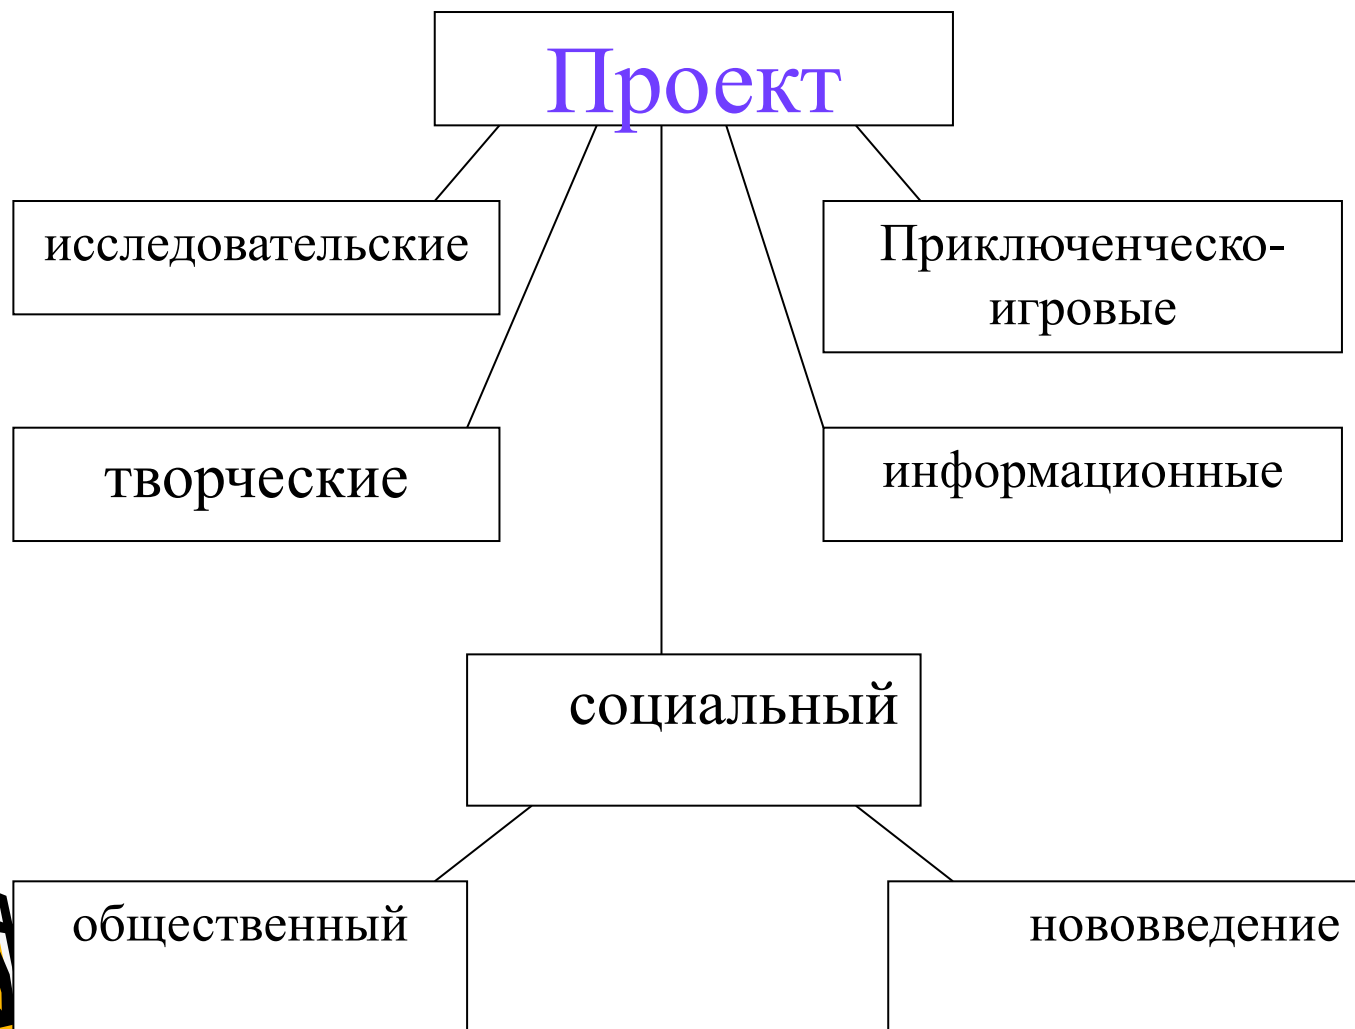 Проект
исследовательские
Приключенческо-
игровые
творческие
информационные
социальный
общественный
нововведение